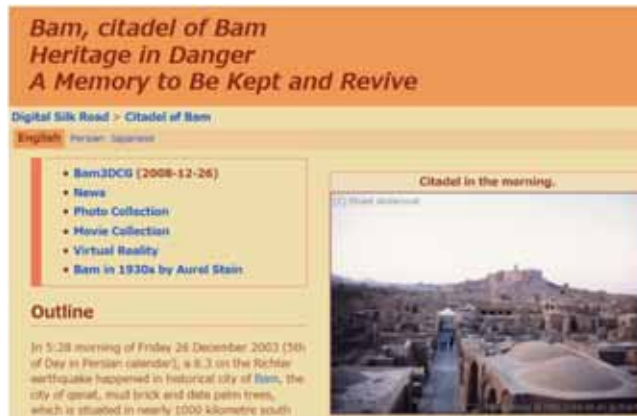 Bam, citadel of Bam
Heritage in Danger
A Memory to Be Kept and Revive
Digital Silk Road > Citadel of Bam
English Persian Japanese
• Bam3DCG (2008-12-26)
• News
• Photo Collection
• Movie Collection
• Virtual Reality
• Bam in 1930s by Aurel Stein
Citadel in the morning.
Outline
In 5:28 morning of Friday 26 December 2003 (5th
of Day in Persian calendar), a 6.3 on the Richter
earthquake happened in historical city of Bam, the
city of qanat, mud brick and date palm trees,
which is situated in nearly 1000 kilometre south